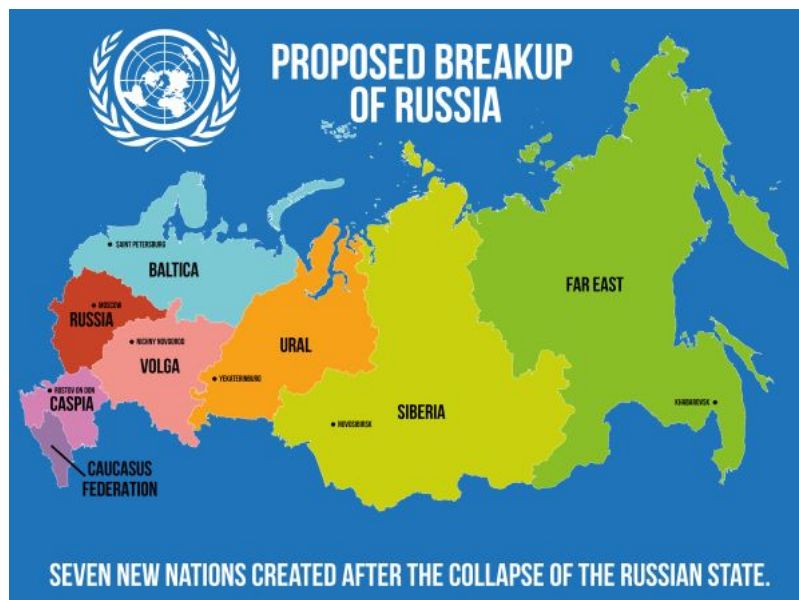 PROPOSED BREAKUP
OF RUSSIA
SAINT PETERSBURG
BALTICA
MOSCOW
RUSSIA
NICHNY NOVGOROD
VOLGA
URAL
YEKATERINBURG
ROSTOV-ON DON
CASPIA
CAUCASUS
FEDERATION
SIBERIA
NOVOSIBIRSK
FAR EAST
KHABAROVSK
SEVEN NEW NATIONS CREATED AFTER THE COLLAPSE OF THE RUSSIAN STATE.